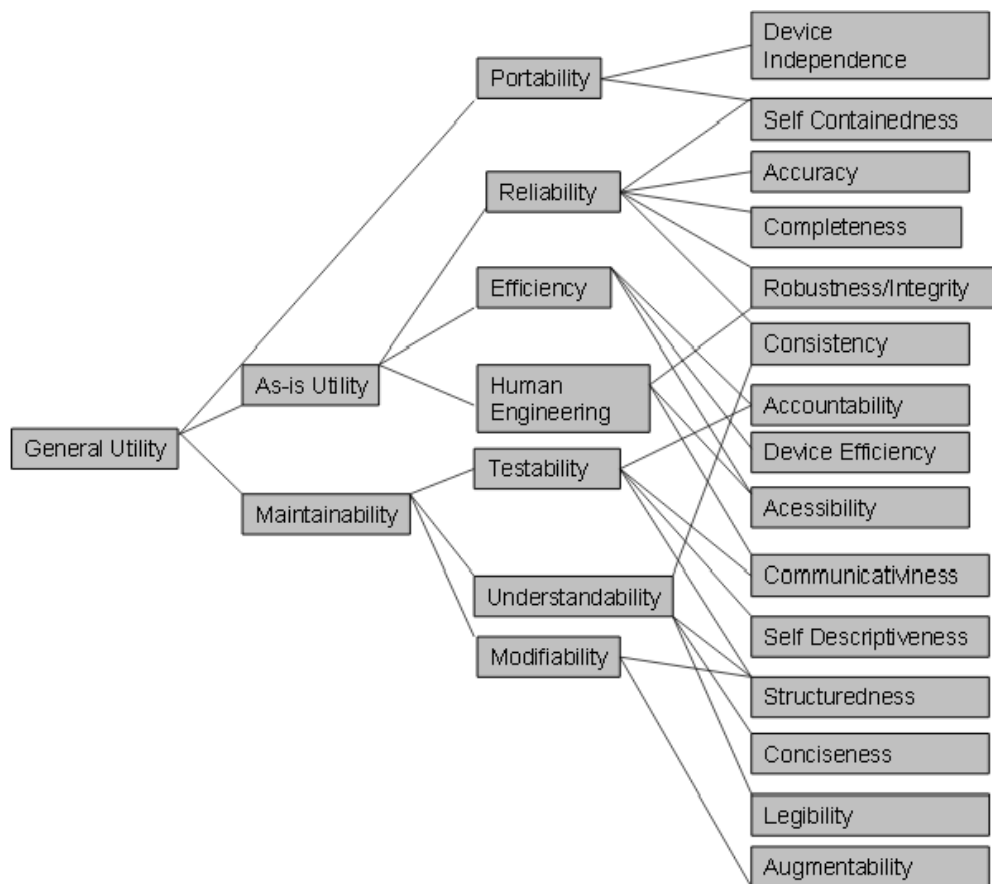 Device
Independence
Portability
Self Containedness
Accuracy
Reliability
Completeness
Efficiency
Robustness/Integrity
Consistency
As-is Utility
Human
Engineering
Accountability
General Utility
Device Efficiency
Testability
Acessibility
Maintainability
Communicativiness
Understandability
Self Descriptiveness
Modifiability
Structuredness
Conciseness
Legibility
Augmentability